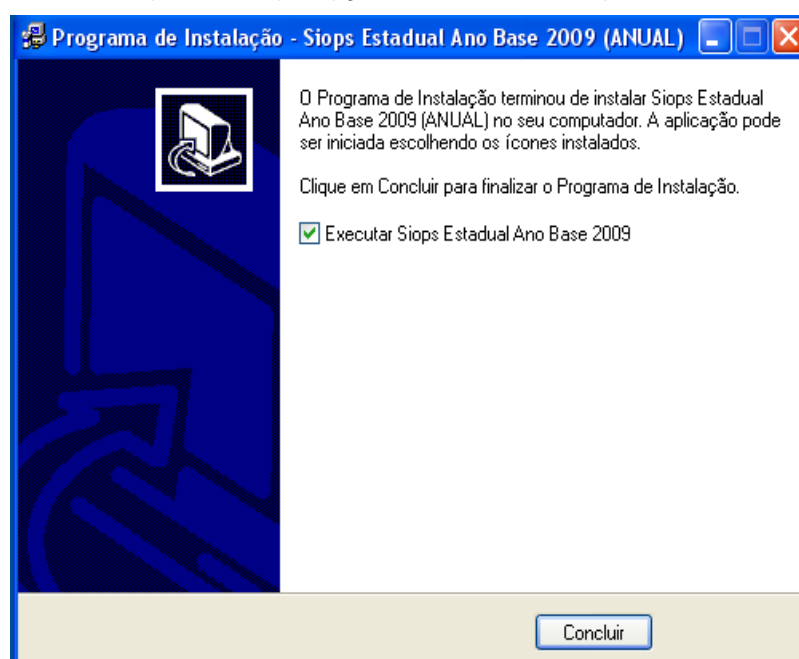 Programa de Instalação - Siops Estadual Ano Base 2009 (ANUAL)
O Programa de Instalação terminou de instalar Siops Estadual
Ano Base 2009 (ANUAL) no seu computador. A aplicação pode
ser iniciada escolhendo os ícones instalados.
Clique em Concluir para finalizar o Programa de Instalação.
Executar Siops Estadual Ano Base 2009
Concluir